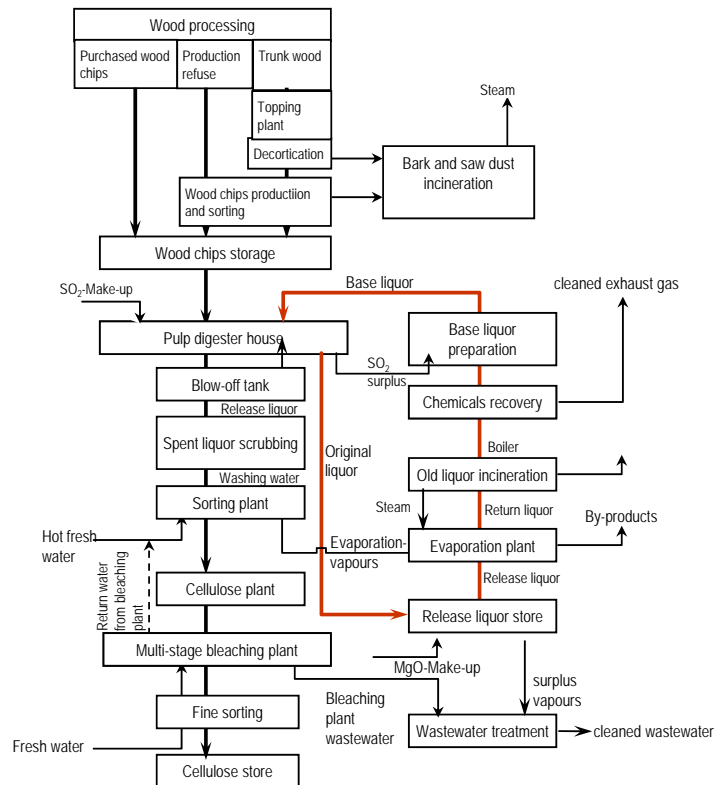 Wood processing
Purchased wood
chips
Production
refuse
Trunk wood
Topping
plant
Steam
Decortication
Bark and saw dust
incineration
Wood chips productiion
and sorting
Wood chips storage
Base liquor
cleaned exhaust gas
SO2-Make-up
Pulp digester house
Base liquor
preparation
SO2
surplus
Blow-off tank
Chemicals recovery
Release liquor
Spent liquor scrubbing
Original
liquor
Boiler
Old liquor incineration
Washing water
Sorting plant
Steam
Return liquor
By-products
Hot fresh
water
Evaporation-
vapours
Evaporation plant
Return water
from bleaching
plant
Cellulose plant
Release liquor
Release liquor store
Multi-stage bleaching plant
MgO-Make-up
surplus
vapours
Bleaching
plant
wastewater
Fine sorting
Wastewater treatment
cleaned wastewater
Fresh water
Cellulose store